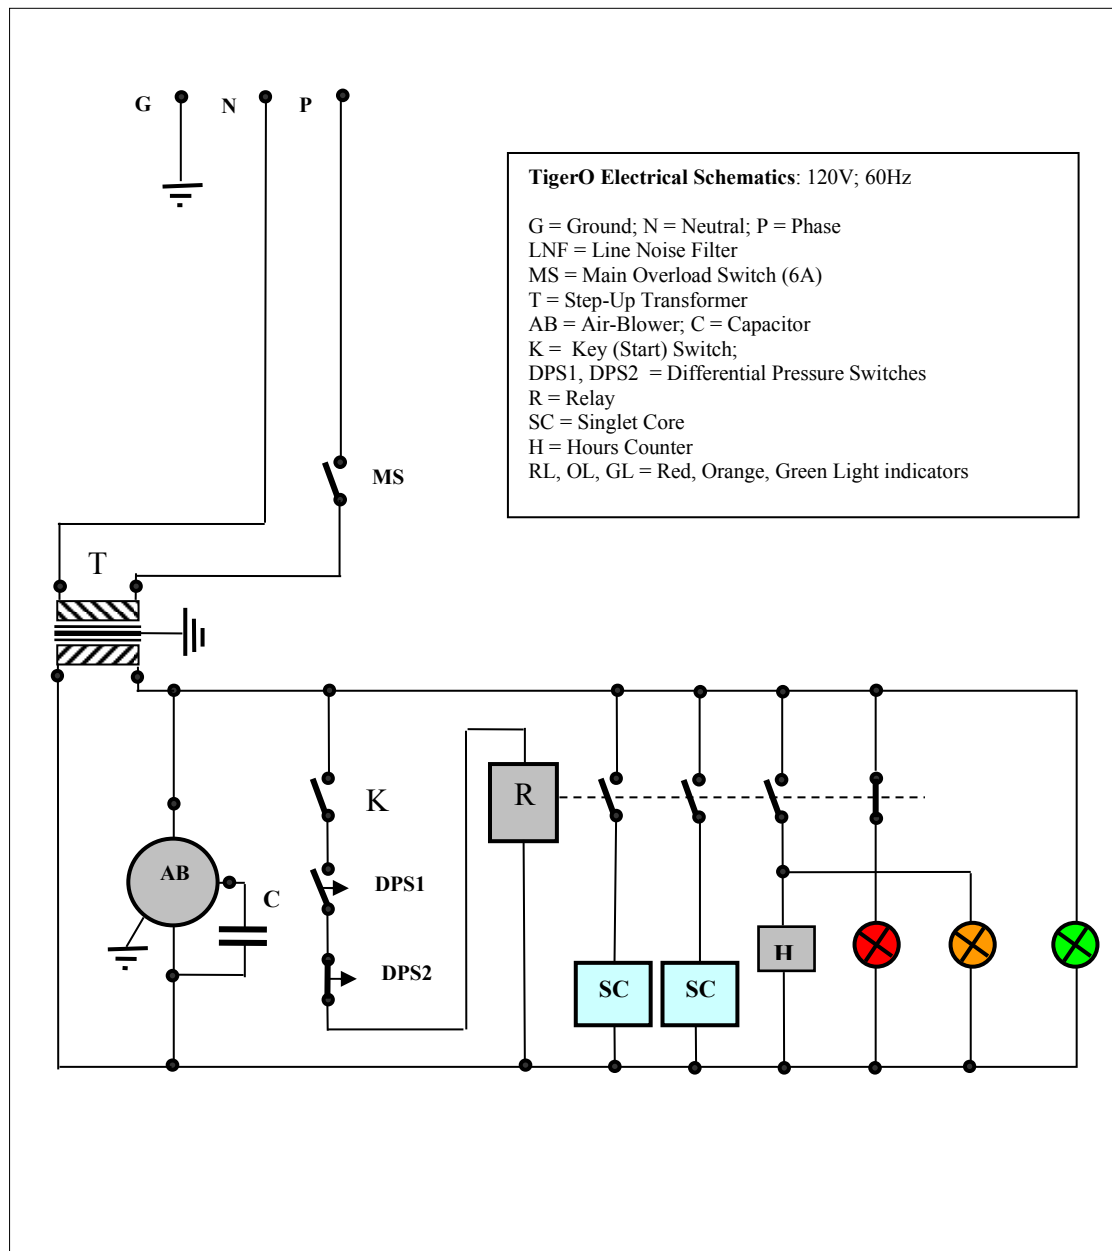 G N P
TigerO Electrical Schematics: 120V; 60Hz
G = Ground; N = Neutral; P = Phase
LNF = Line Noise Filter
MS = Main Overload Switch (6A)
T = Step-Up Transformer
AB = Air-Blower; C = Capacitor
K = Key (Start) Switch;
DPS1, DPS2 = Differential Pressure Switches
R = Relay
SC = Singlet Core
H = Hours Counter
RL, OL, GL = Red, Orange, Green Light indicators
MS
T
K
R
AB
DPS1
C
DPS2
H
SC
SC